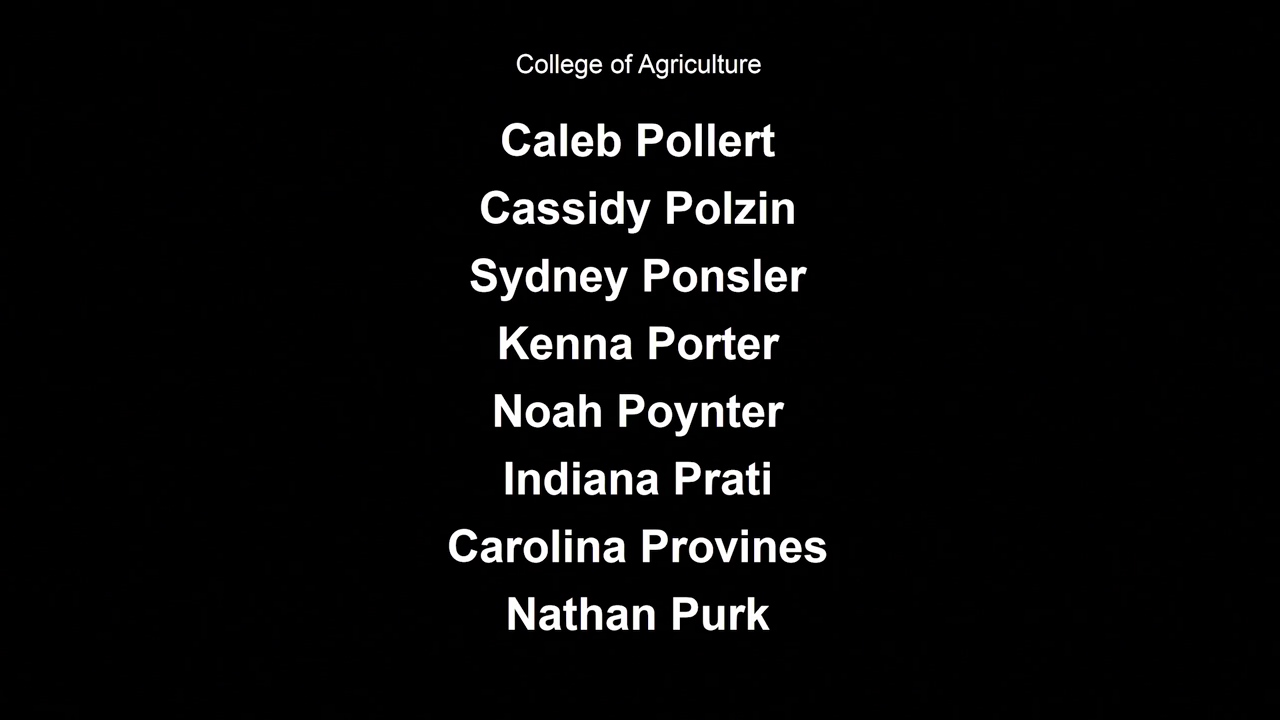 College of Agriculture
Caleb Pollert
Cassidy Polzin
Sydney Ponsler
Kenna Porter
Noah Poynter
Indiana Prati
Carolina Provines
Nathan Purk